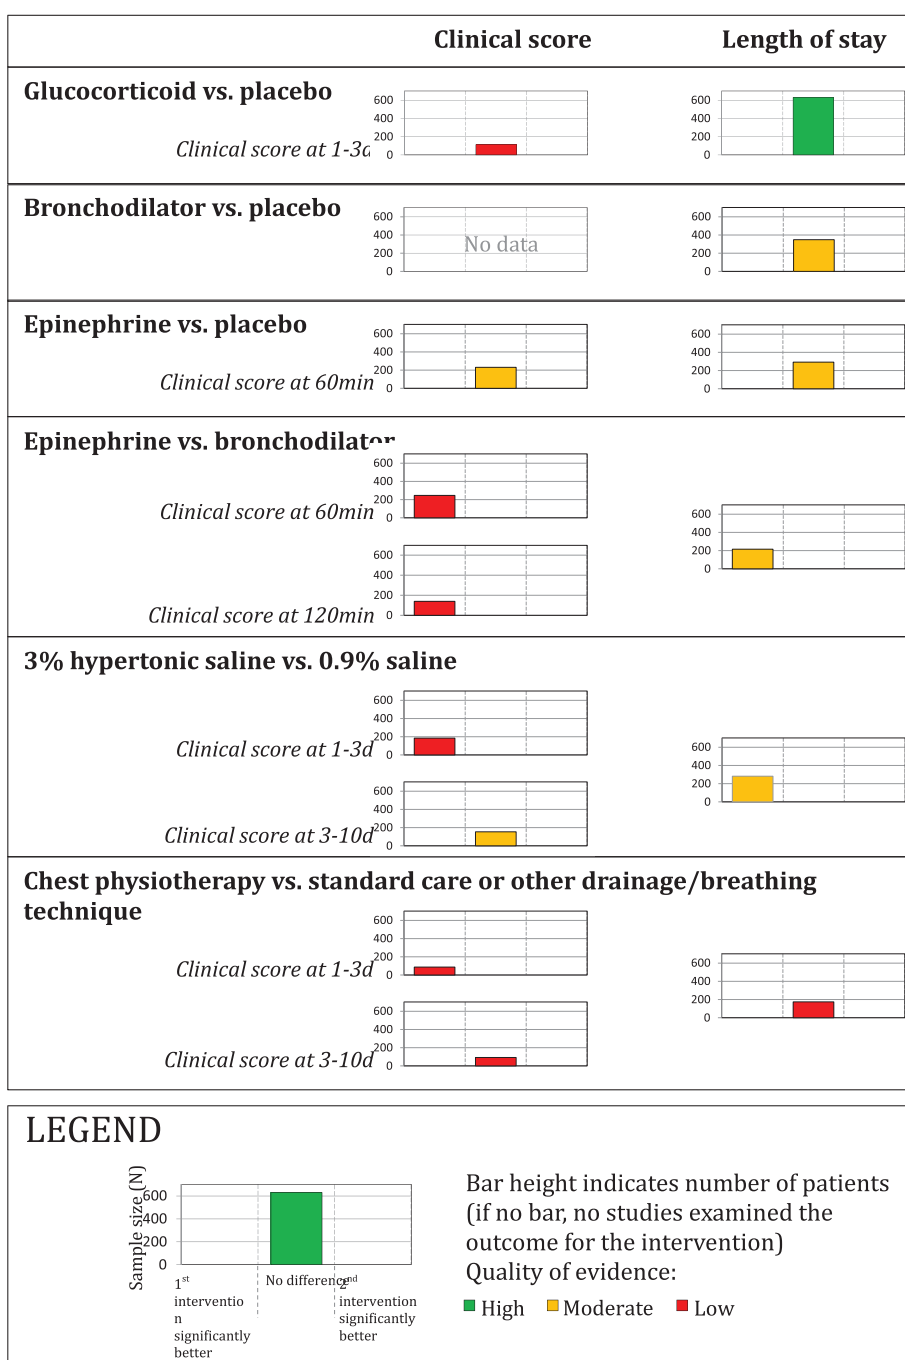 Clinical score Length of stay
Glucocorticoid vs. placebo
600 600
400 400
Clinical score at 1-3d 200 200
0 0
Bronchodilator vs. placebo
600 600
400 No data 400
200 200
0 0
Epinephrine vs. placebo
600 600
400 400
Clinical score at 60min 200 200
0 0
Epinephrine vs. bronchodilator
600
400
Clinical score at 60min 200
0
600
400
200
0
600
400
200
Clinical score at 120min 0
3% hypertonic saline vs. 0.9% saline
600
400
Clinical score at 1-3d 200
0
600
400
200
0
600
400
Clinical score at 3-10d 200
0
Chest physiotherapy vs. standard care or other drainage/breathing
technique
600
400
Clinical score at 1-3d 200
0
600
400
200
0
600
400
Clinical score at 3-10d 200
0
LEGEND
Sample size (N)
600
400
200
0
1st
interventio
n
significantly
better
No difference
2nd
intervention
significantly
better
Bar height indicates number of patients
(if no bar, no studies examined the
outcome for the intervention)
Quality of evidence:
High Moderate Low